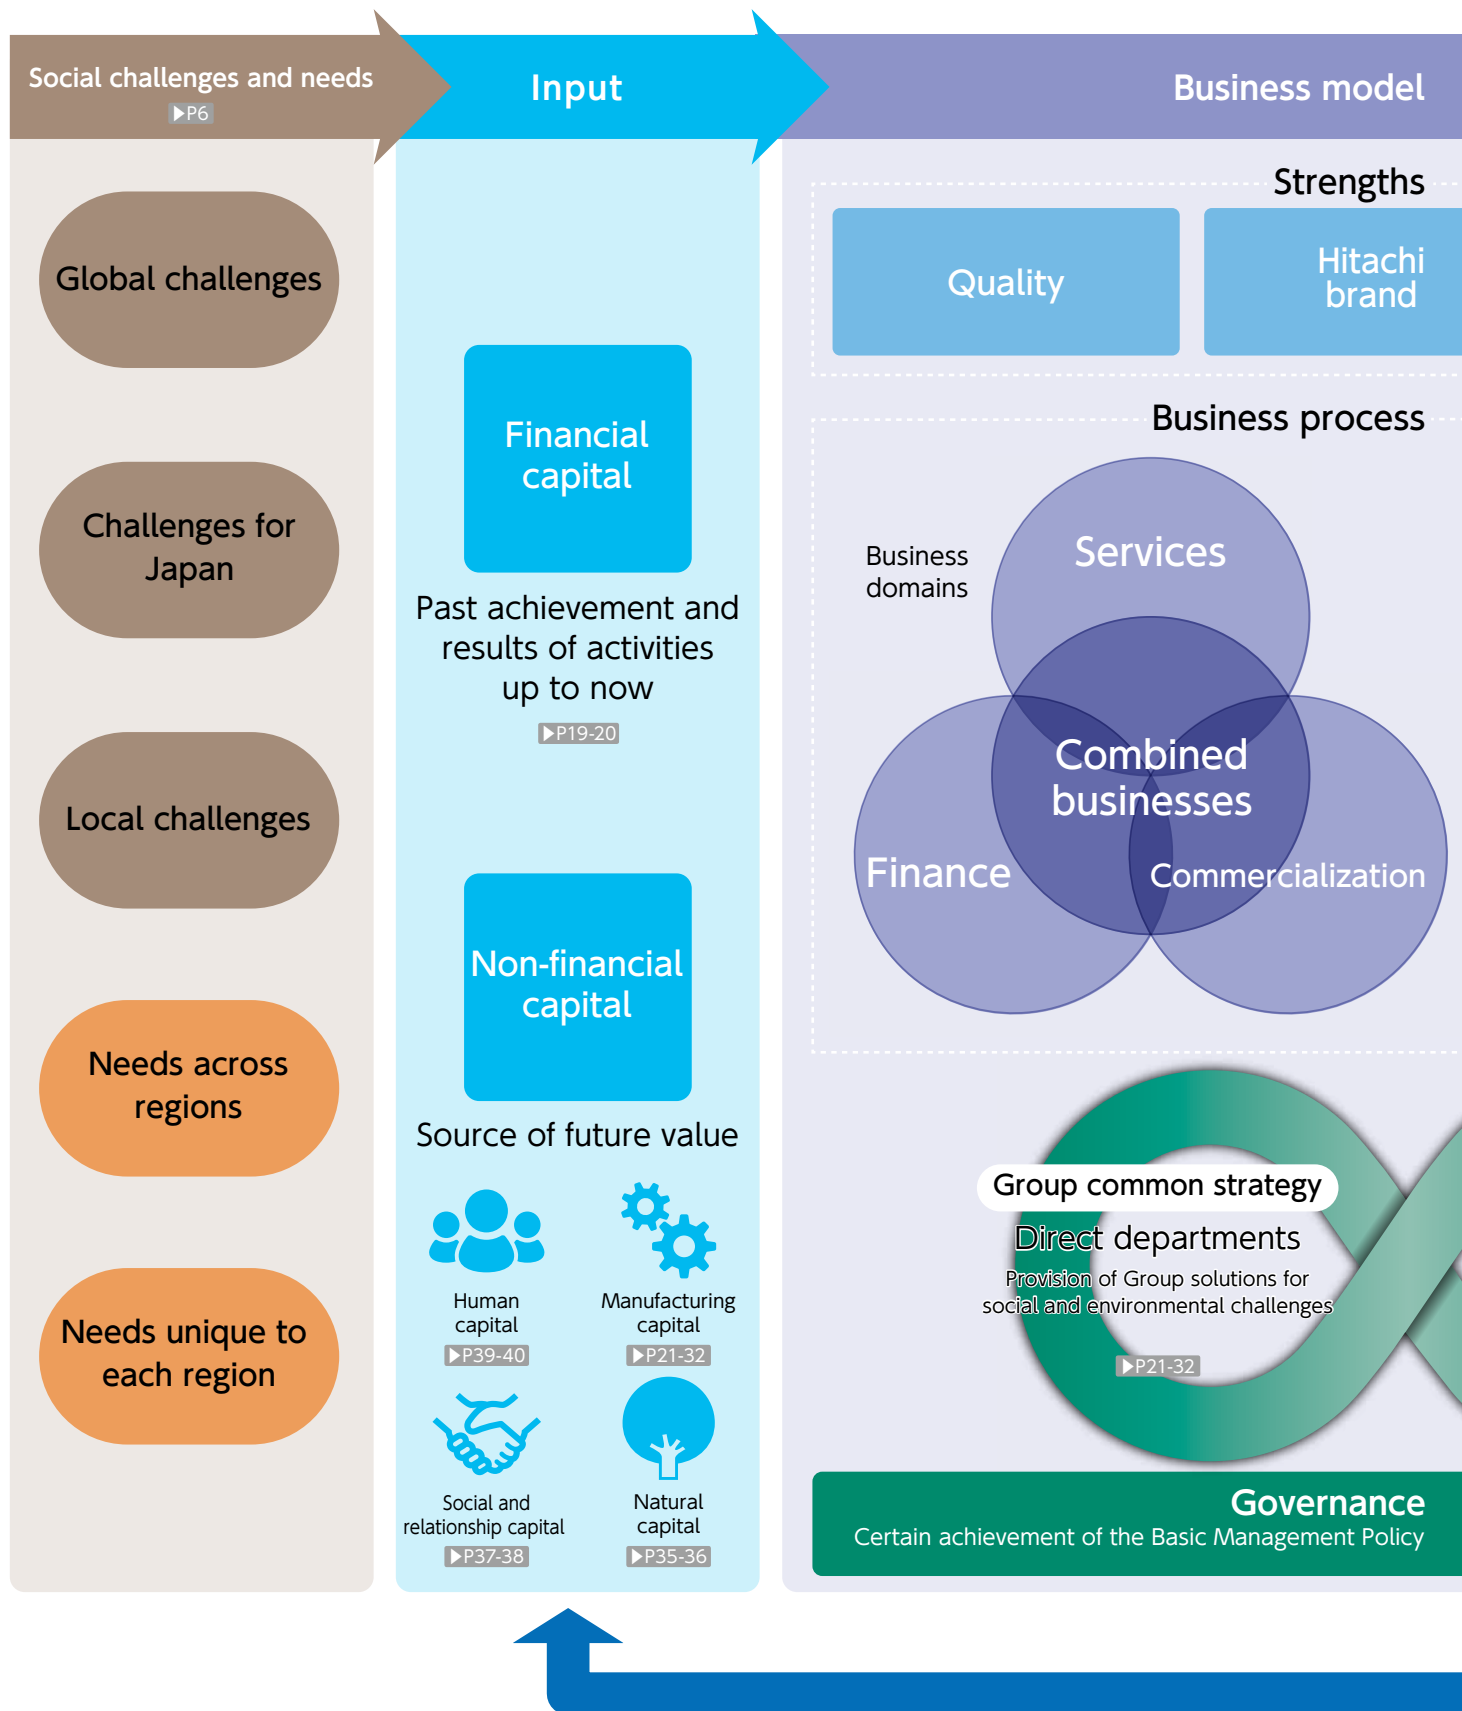 Social challenges and needs
▶P6
Global challenges
Challenges for
Japan
Local challenges
Needs across
regions
Needs unique to
each region
Input
Financial
capital
Past achievement and
results of activities
up to now
▶P19-20
Non-financial
capital
Source of future value
Human
capital
▶P39-40
Manufacturing
capital
▶P21-32
Social and
relationship capital
▶P37-38
Natural
capital
▶P35-36
Business model
Strengths
Quality
Hitachi
brand
Business process
Business
domains
Services
Combined
businesses
Finance
Commercialization
Group common strategy
Direct departments
Provision of Group solutions for
social and environmental challenges
▶P21-32
Governance
Certain achievement of the Basic Management Policy